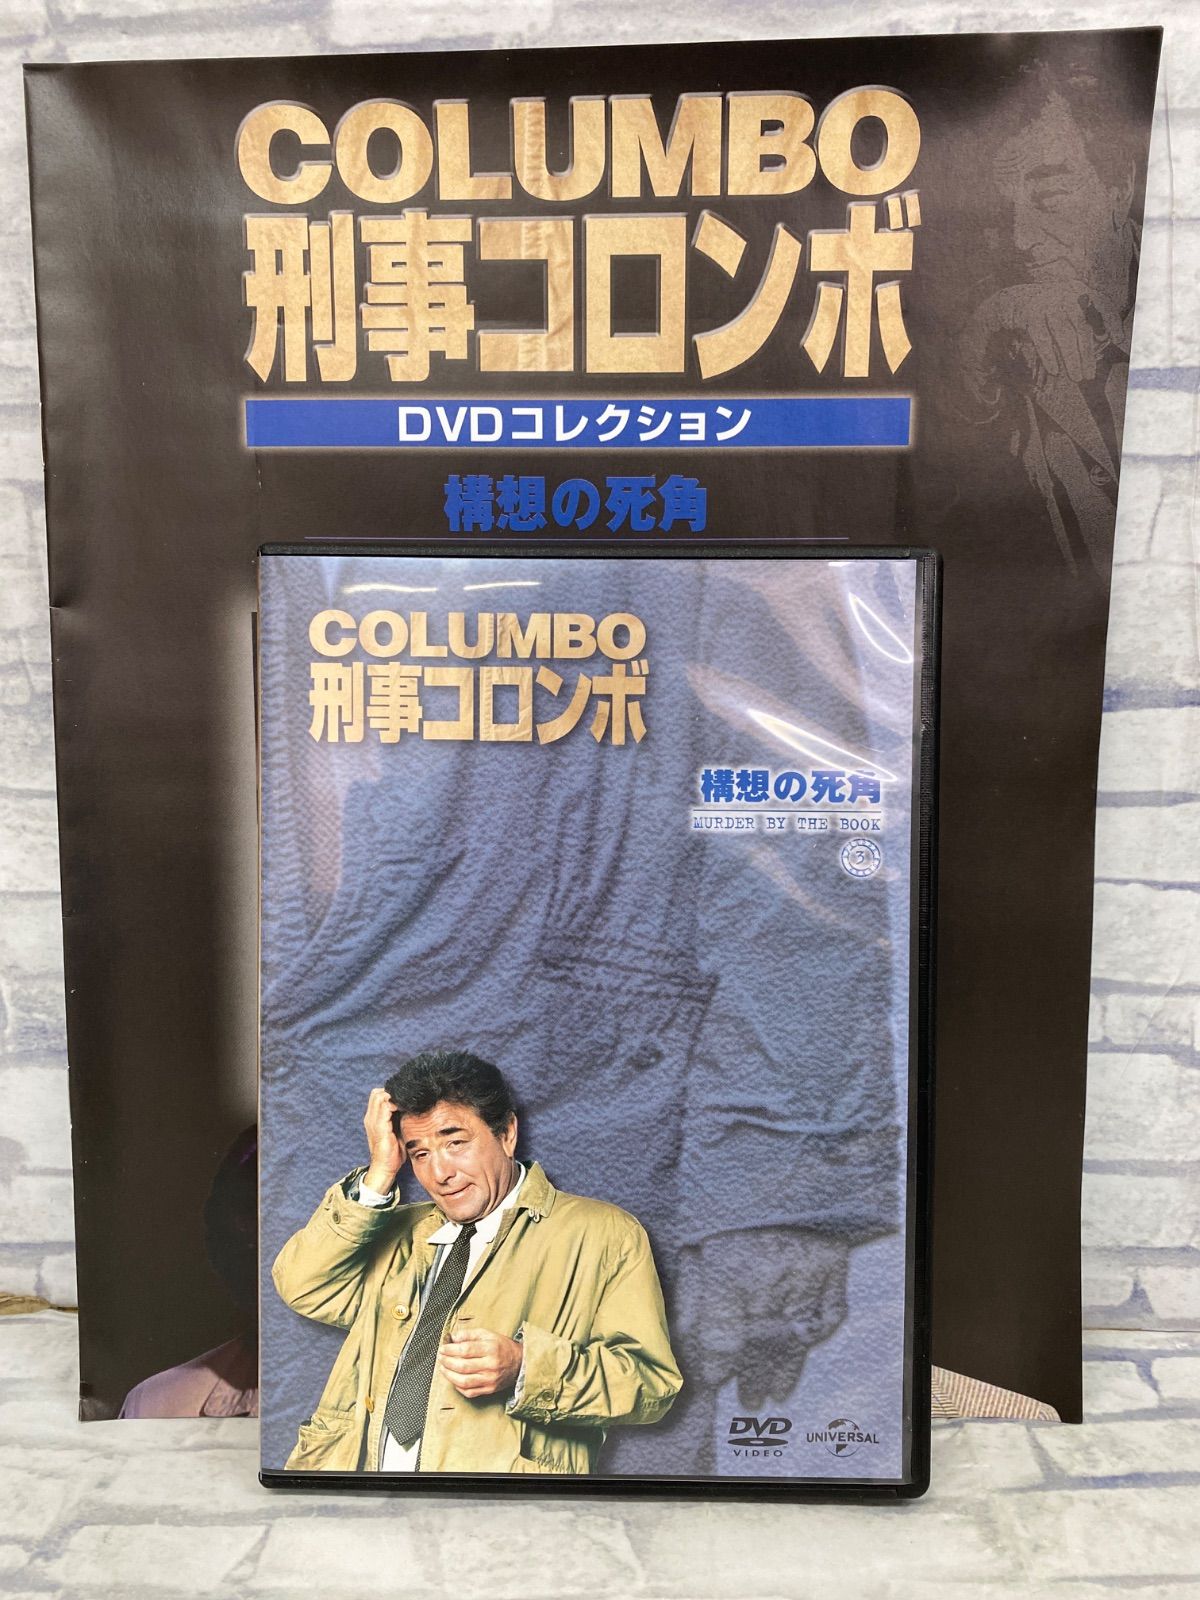 COLUMBO
刑事コロンボ
DVDコレクション
構想の死角
COLUMBO
刑事コロンボ
構想の死角
MURDER BY THE BOOK
3
DVD
VIDEO
UNIVERSAL